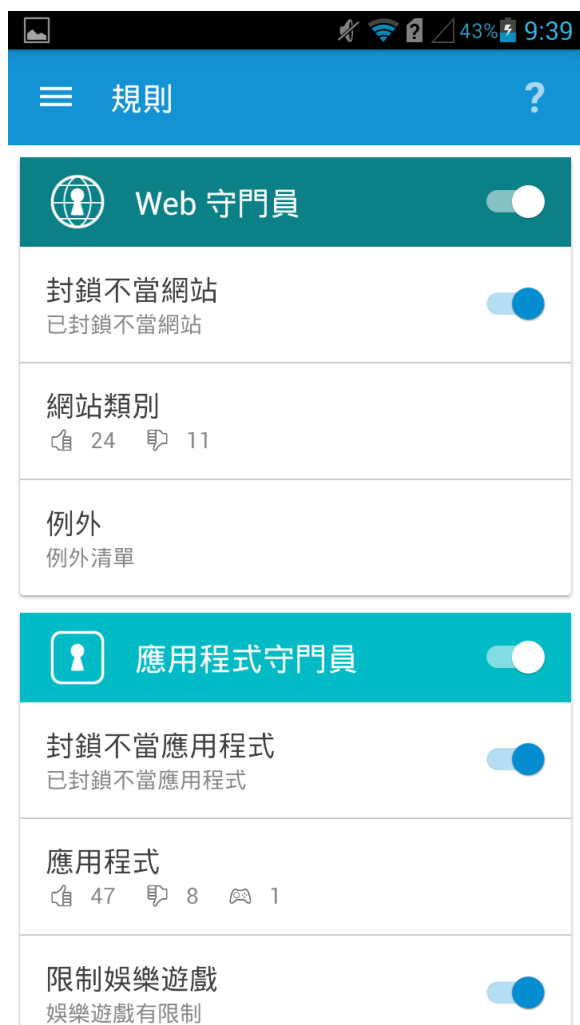 43% 9:39
規則 ?
Web 守門員
封鎖不當網站
已封鎖不當網站
網站類別
24 11
例外
例外清單
應用程式守門員
封鎖不當應用程式
已封鎖不當應用程式
應用程式
47 8 1
限制娛樂遊戲
娛樂遊戲有限制